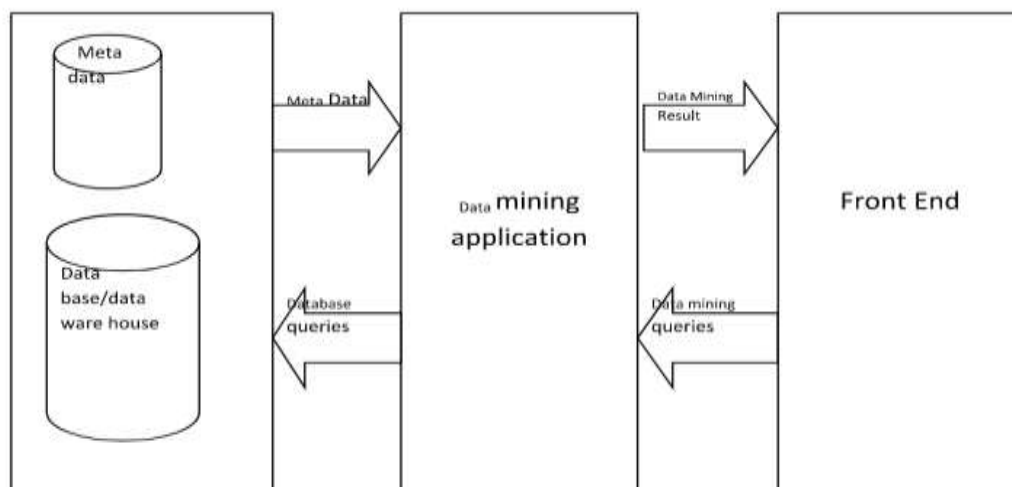 Meta
data
Data
base/data
ware house
Meta Data
Database
queries
Data mining
application
Data Mining
Result
Data mining
queries
Front End